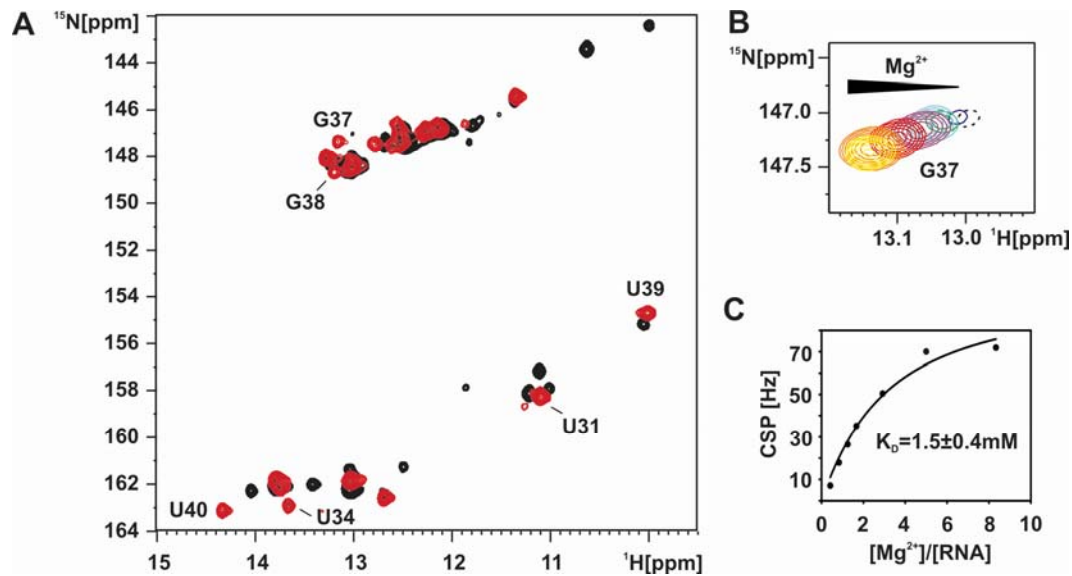 A
¹⁵N[ppm]
144
146
148
150
152
154
156
158
160
162
164
G37
G38
U39
U31
U40
U34
15
14
13
12
11
¹H[ppm]
B
¹⁵N[ppm]
Mg²⁺
147.0
147.5
G37
13.1
13.0
¹H[ppm]
C
CSP [Hz]
70
50
30
10
K_D=1.5±0.4mM
0
2
4
6
8
10
[Mg²⁺]/[RNA]